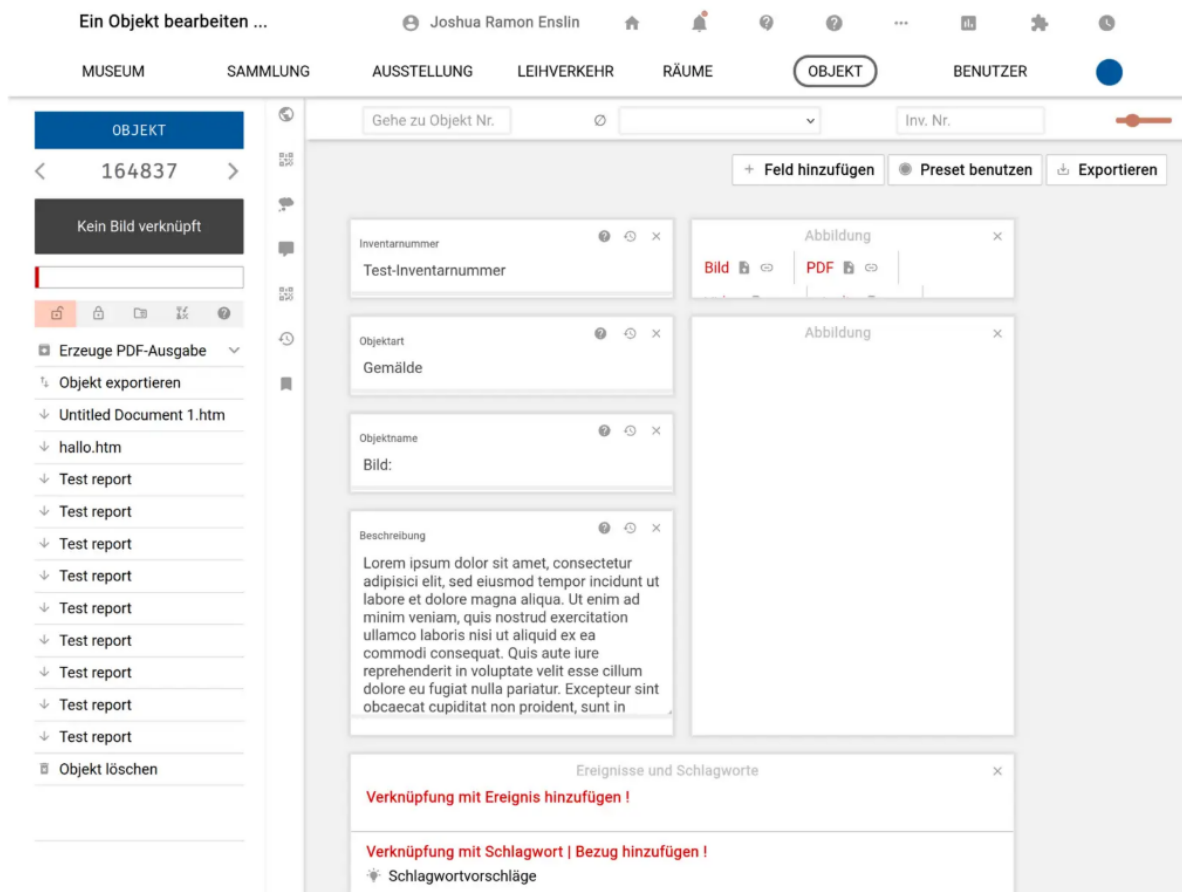 Ein Objekt bearbeiten ...
Joshua Ramon Enslin
MUSEUM SAMMLUNG AUSSTELLUNG LEIHVERKEHR RÄUME OBJEKT BENUTZER
OBJEKT
164837
Kein Bild verknüpft
Erzeuge PDF-Ausgabe
Objekt exportieren
Untitled Document 1.htm
hallo.htm
Test report
Test report
Test report
Test report
Test report
Test report
Test report
Test report
Test report
Objekt löschen
Gehe zu Objekt Nr. Inv. Nr.
+ Feld hinzufügen Preset benutzen Exportieren
Inventarnummer
Test-Inventarnummer
Objektart
Gemälde
Objektname
Bild:
Beschreibung
Lorem ipsum dolor sit amet, consectetur
adipisici elit, sed eiusmod tempor incidunt ut
labore et dolore magna aliqua. Ut enim ad
minim veniam, quis nostrud exercitation
ullamco laboris nisi ut aliquid ex ea
commodi consequat. Quis aute iure
reprehenderit in voluptate velit esse cillum
dolore eu fugiat nulla pariatur. Excepteur sint
obcaecat cupiditat non proident, sunt in
Abbildung
Bild PDF
Abbildung
Ereignisse und Schlagworte
Verknüpfung mit Ereignis hinzufügen !
Verknüpfung mit Schlagwort | Bezug hinzufügen !
Schlagwortvorschläge